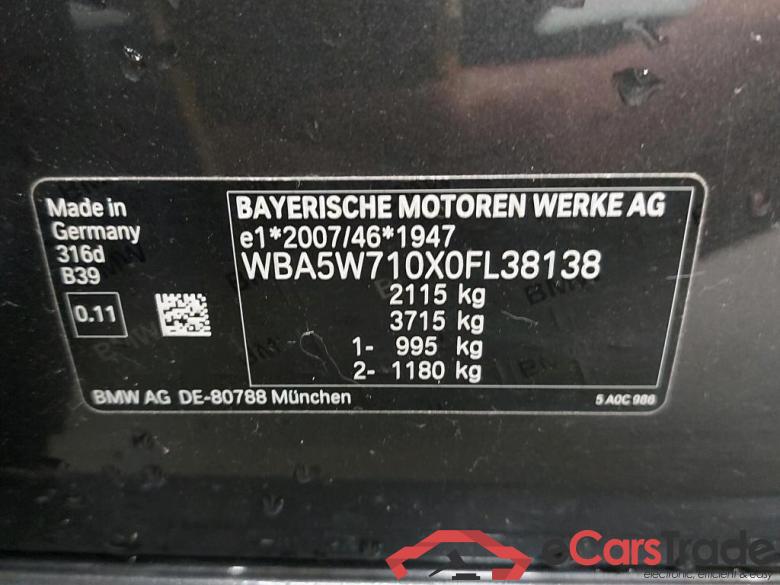 Made in
Germany
316d
B39
0.11
BAYERISCHE MOTOREN WERKE AG
e1*2007/46*1947
WBA5W710X0FL38138
2115 kg
3715 kg
1- 995 kg
2- 1180 kg
BMW AG DE-80788 München
5 A0C 986
eCarsTrade
electronic, efficient & easy